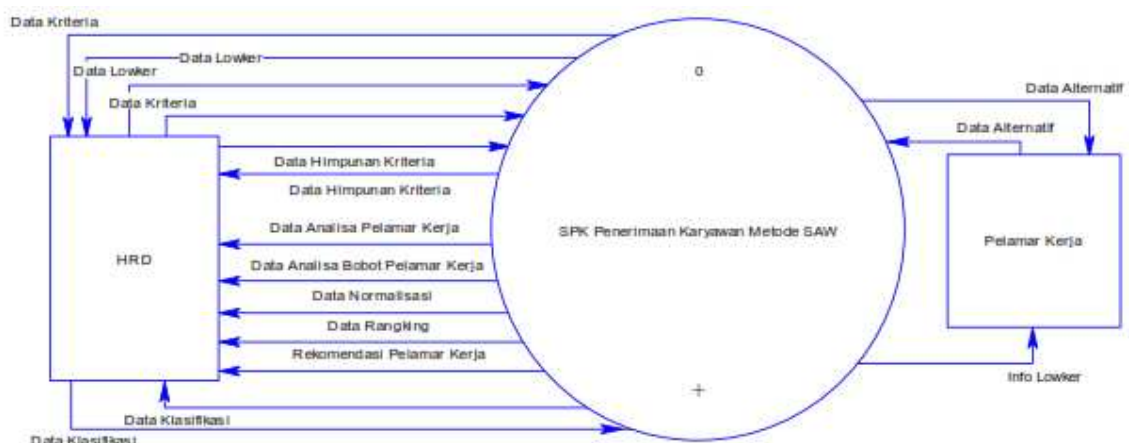 Data Kriteria
Data Lowker
Data Lowker
Data Kriteria
0
Data Alternatif
Data Alternatif
Data Himpunan Kriteria
Data Himpunan Kriteria
Data Analisa Pelamar Kerja
SPK Penerimaan Karyawan Metode SAW
Pelamar Kerja
HRD
Data Analisa Bobot Pelamar Kerja
Data Normalisasi
Data Rangking
Rekomendasi Pelamar Kerja
Info Lowker
Data Klasifikasi
Data Klasifikasi